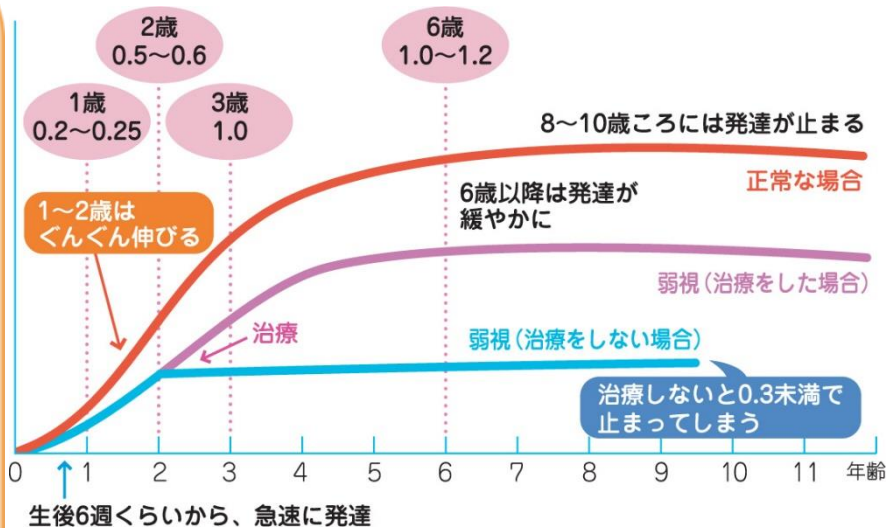 2歳
0.5〜0.6
6歳
1.0〜1.2
1歳
0.2〜0.25
3歳
1.0
8〜10歳ころには発達が止まる
正常な場合
1〜2歳は
ぐんぐん伸びる
6歳以降は発達が
緩やかに
弱視（治療をした場合）
治療
弱視（治療をしない場合）
治療しないと0.3未満で
止まってしまう
0 1 2 3 4 5 6 7 8 9 10 11 年齢
生後6週くらいから、急速に発達